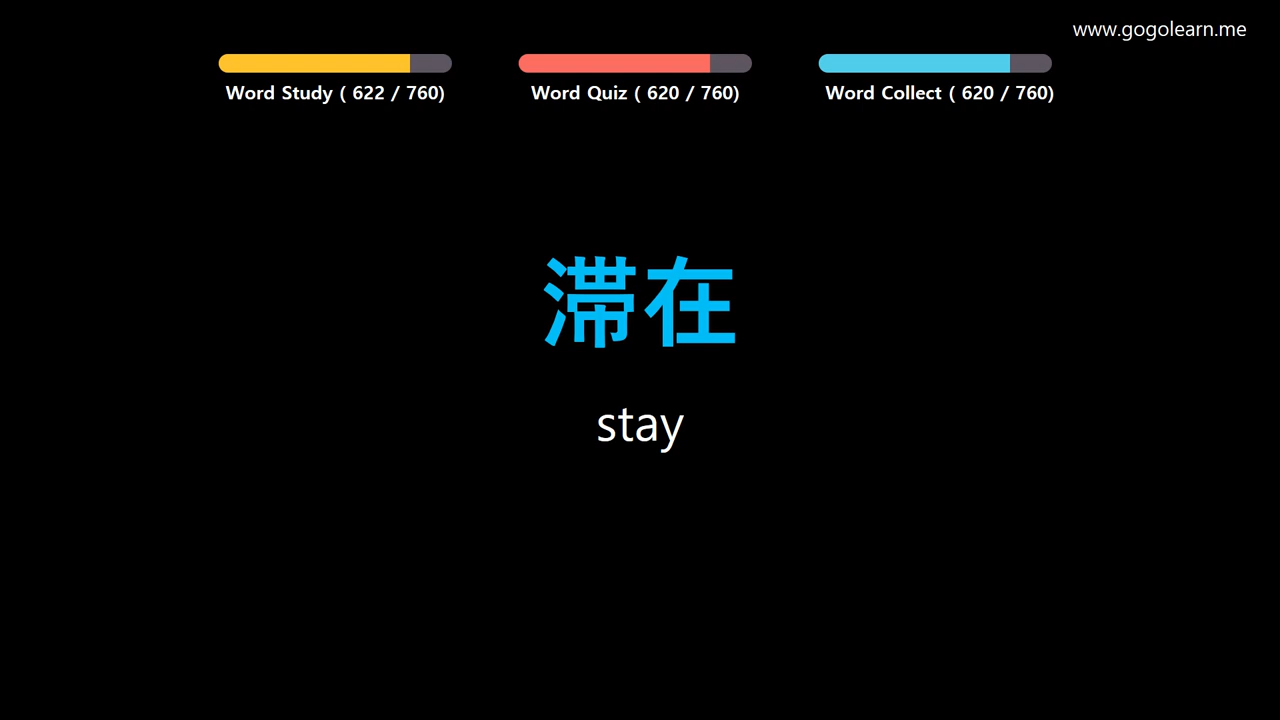 www.gogolearn.me
Word Study ( 622 / 760)
Word Quiz ( 620 / 760)
Word Collect ( 620 / 760)
滞在
stay